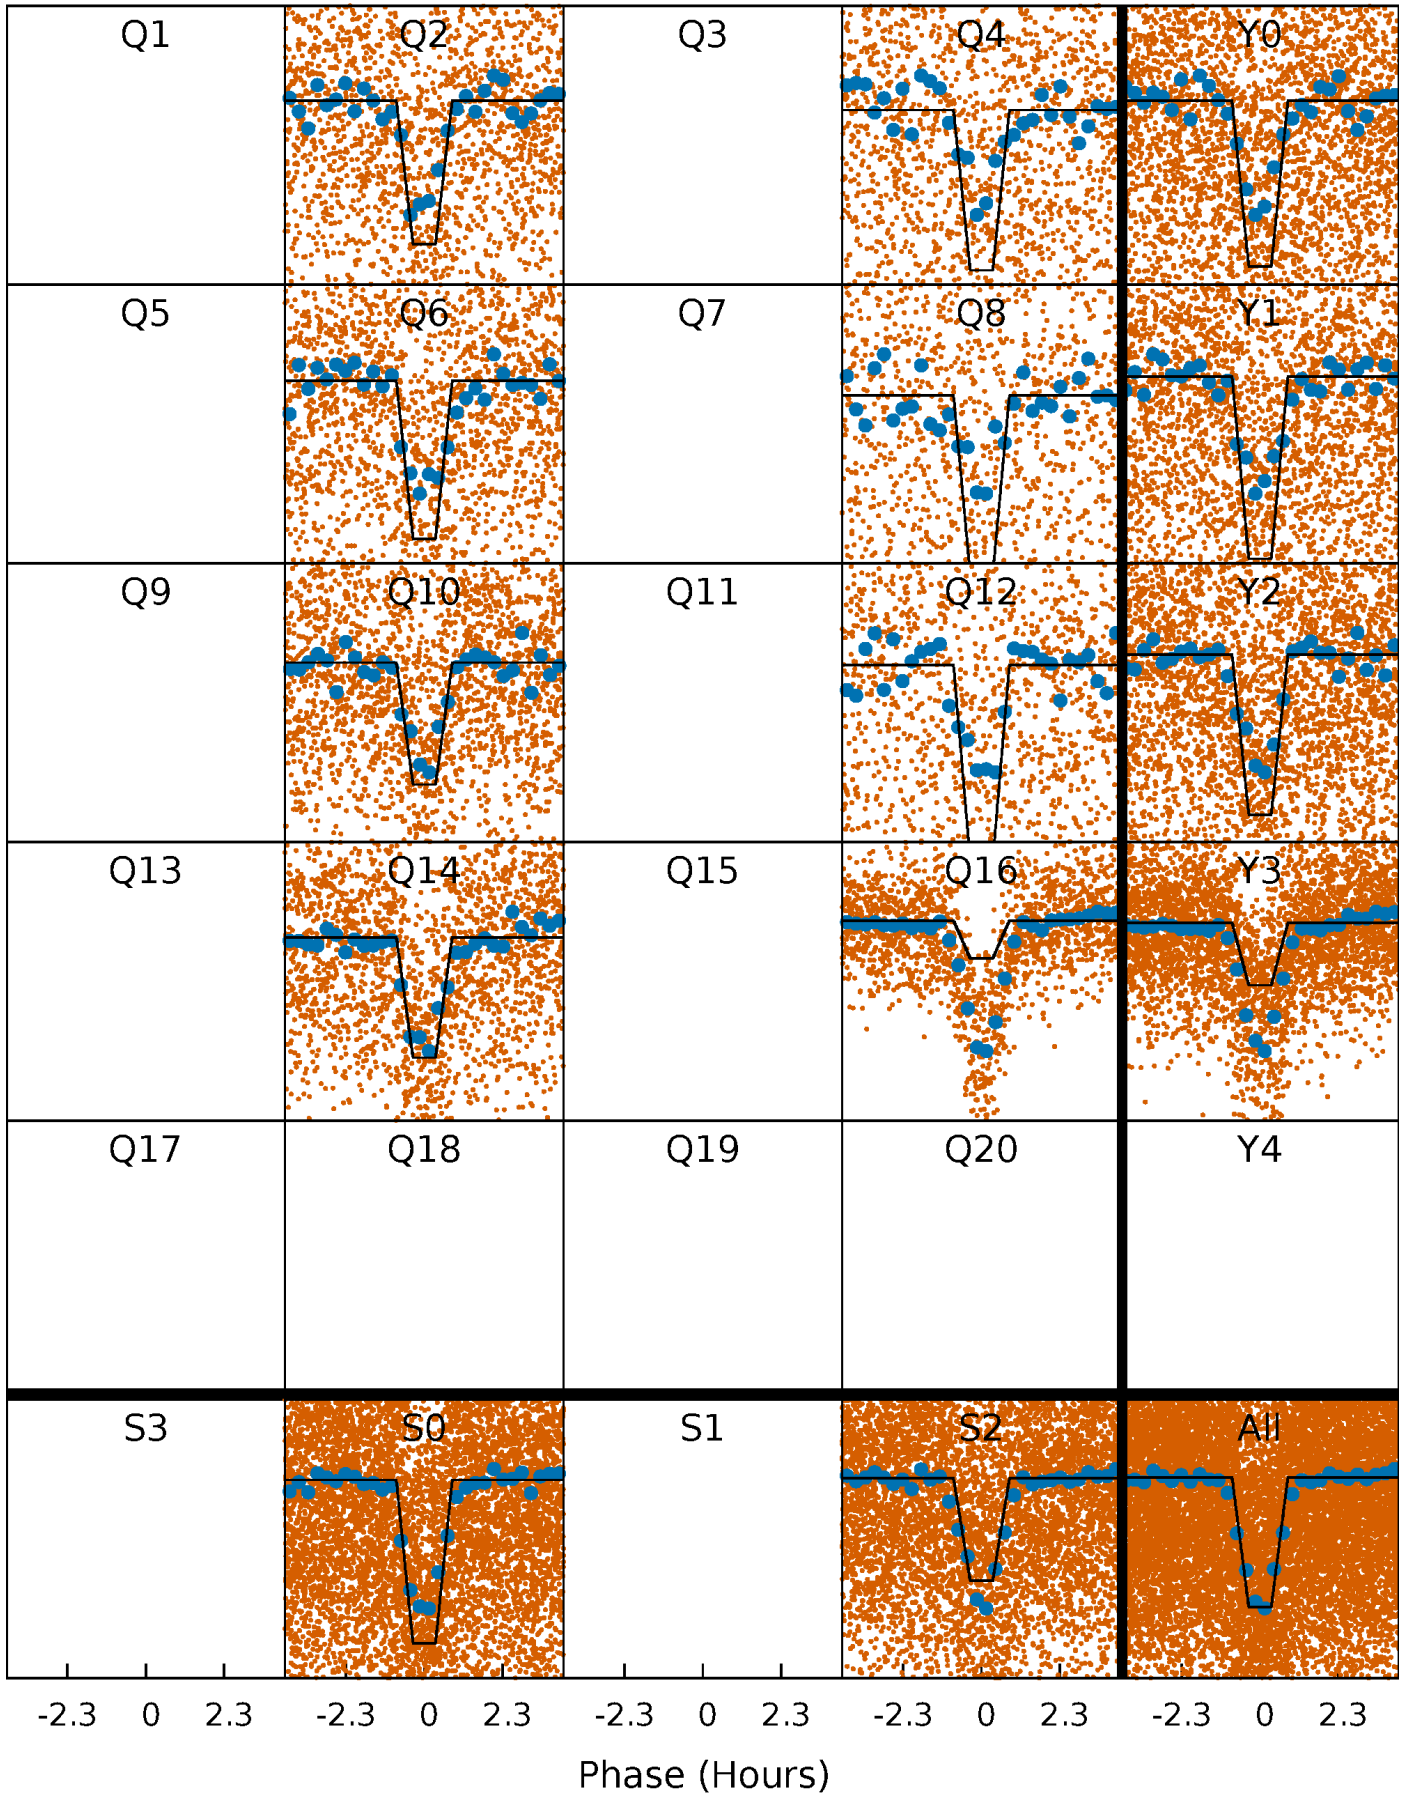 Q1 Q2 Q3 Q4 Y0
Q5 Q6 Q7 Q8 Y1
Q9 Q10 Q11 Q12 Y2
Q13 Q14 Q15 Q16 Y3
Q17 Q18 Q19 Q20 Y4
S3 S0 S1 S2 All
-2.3 0 2.3 -2.3 0 2.3 -2.3 0 2.3 -2.3 0 2.3 -2.3 0 2.3
Phase (Hours)